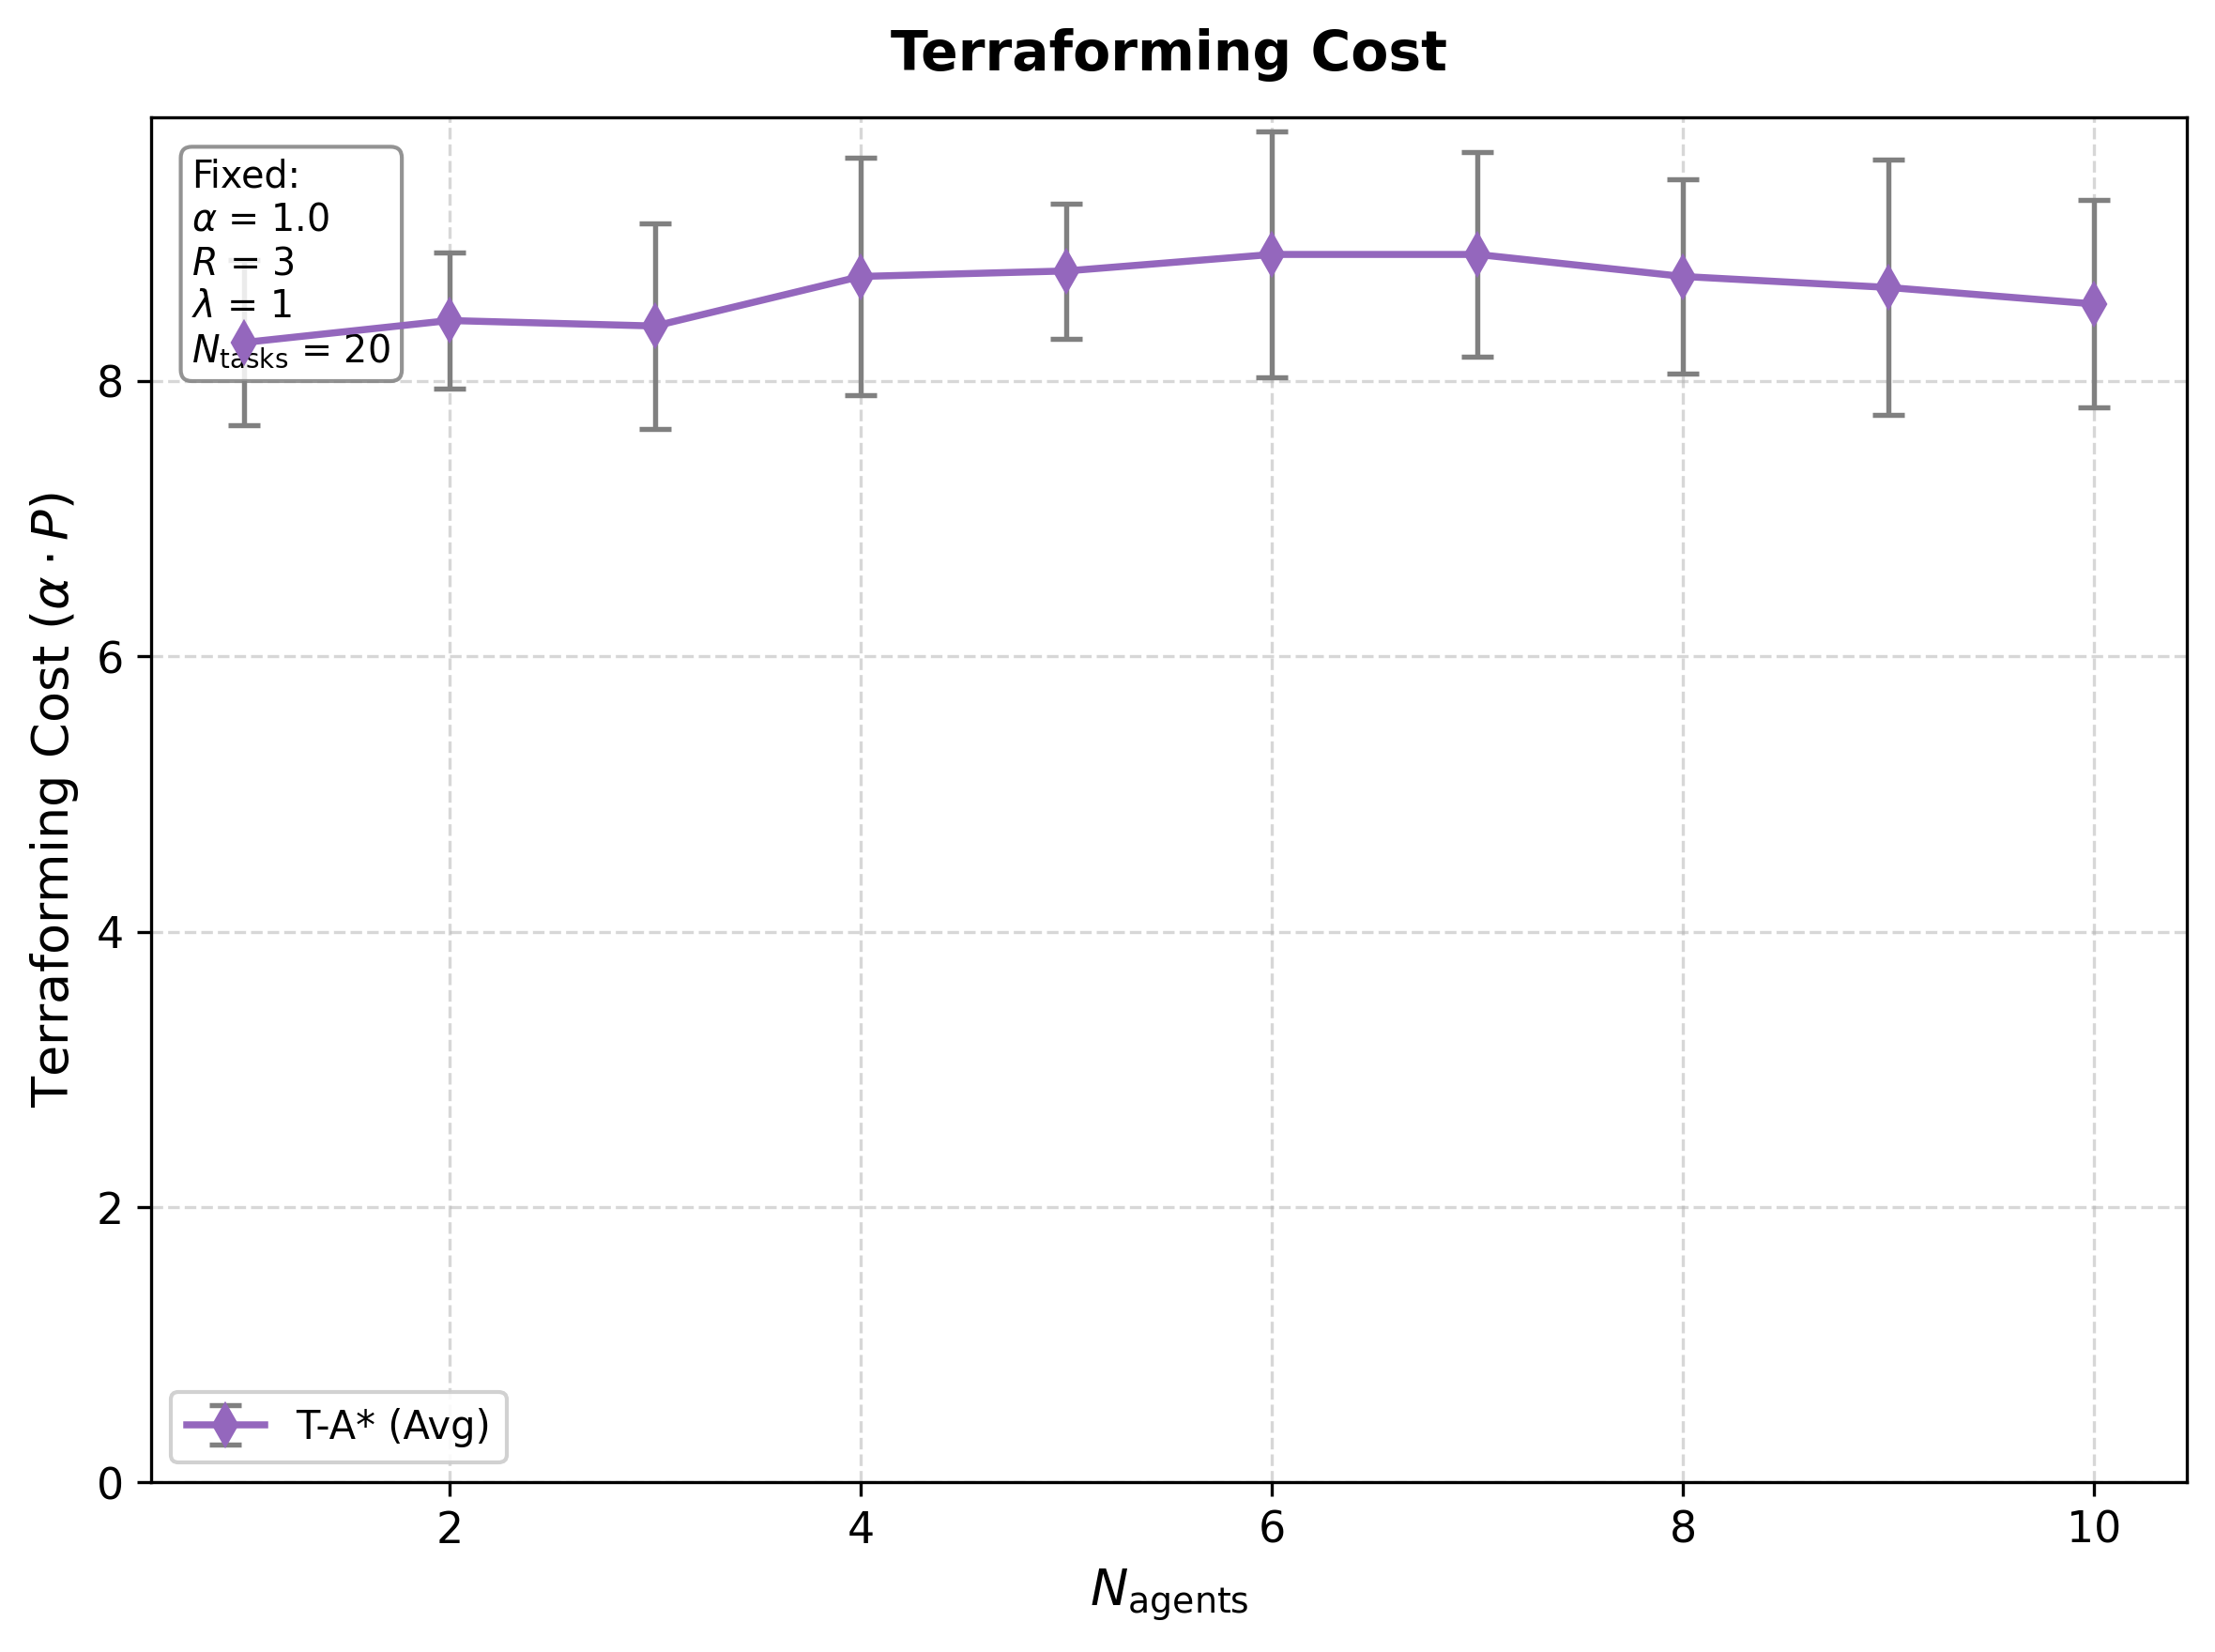 Terraforming Cost
Fixed:
α = 1.0
R = 3
λ = 1
N_tasks = 20
Terraforming Cost (α · P)
8
6
4
2
0
T-A* (Avg)
2 4 6 8 10
N_agents